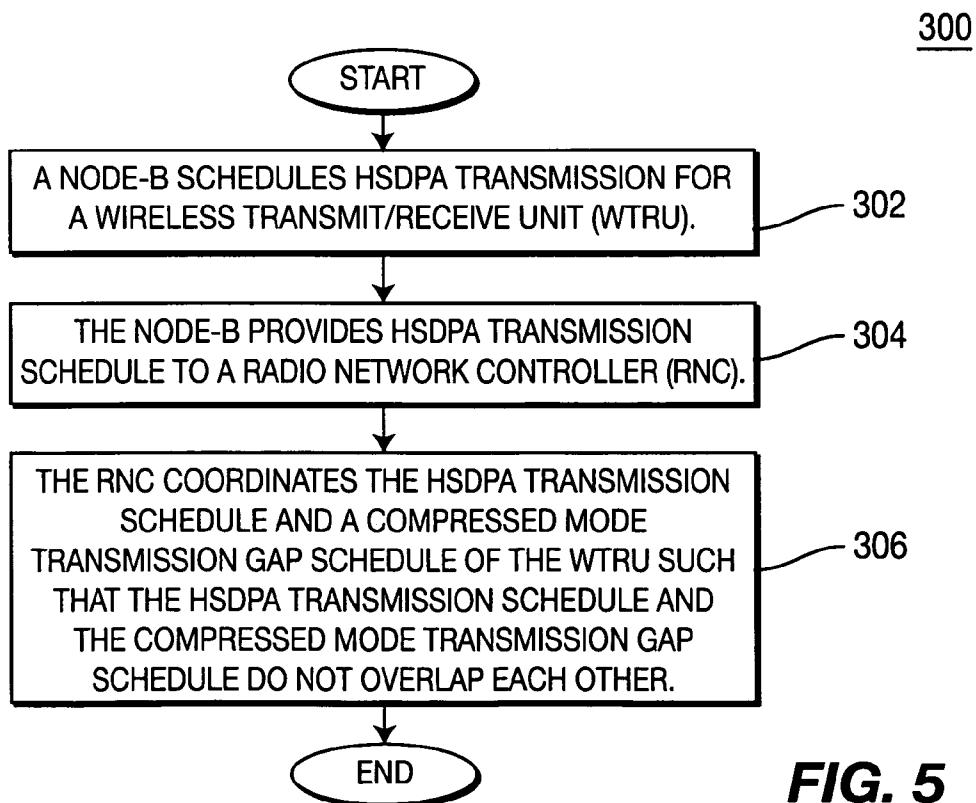 300
START
A NODE-B SCHEDULES HSDPA TRANSMISSION FOR
A WIRELESS TRANSMIT/RECEIVE UNIT (WTRU).
302
THE NODE-B PROVIDES HSDPA TRANSMISSION
SCHEDULE TO A RADIO NETWORK CONTROLLER (RNC).
304
THE RNC COORDINATES THE HSDPA TRANSMISSION
SCHEDULE AND A COMPRESSED MODE
TRANSMISSION GAP SCHEDULE OF THE WTRU SUCH
THAT THE HSDPA TRANSMISSION SCHEDULE AND
THE COMPRESSED MODE TRANSMISSION GAP
SCHEDULE DO NOT OVERLAP EACH OTHER.
306
END
FIG. 5